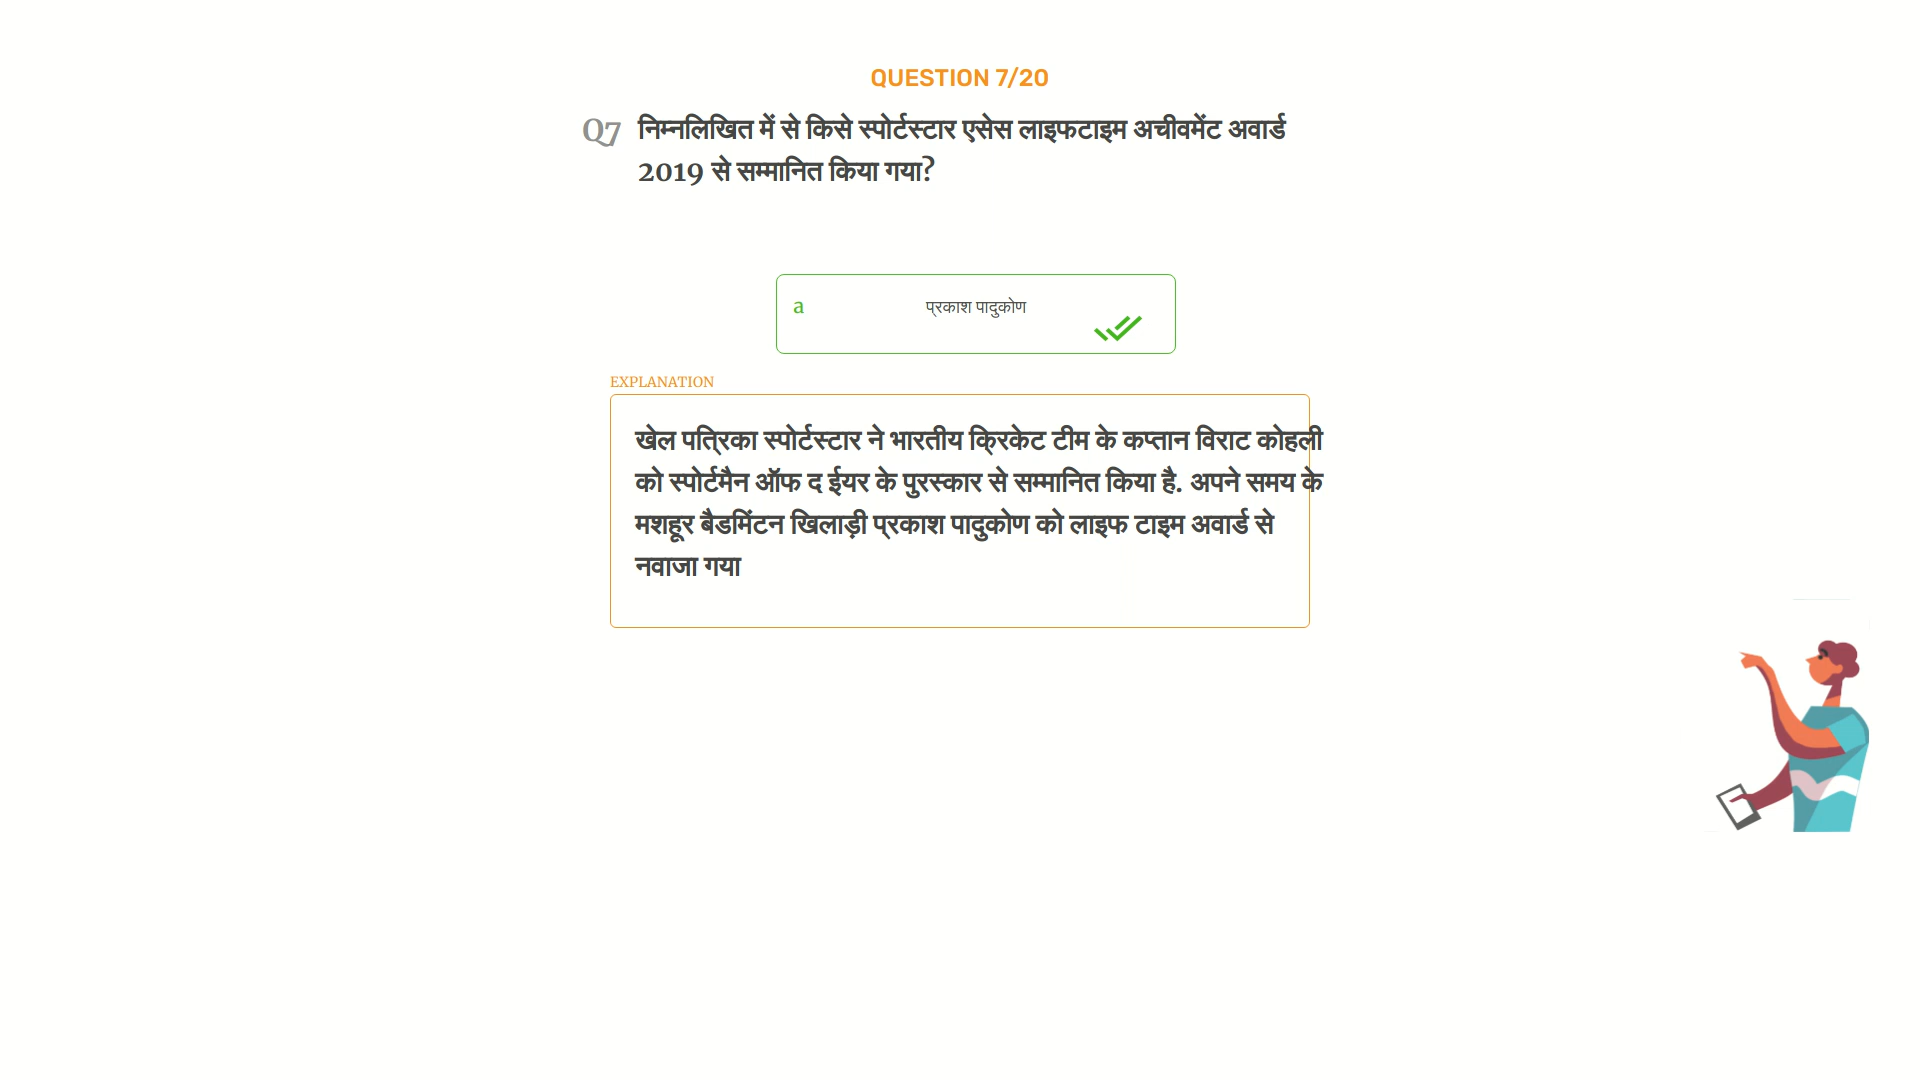 QUESTION 7/20
Q7 निम्नलिखित में से किसे स्पोर्टस्टार एसेस लाइफटाइम अचीवमेंट अवार्ड
2019 से सम्मानित किया गया?
a प्रकाश पादुकोण
EXPLANATION
खेल पत्रिका स्पोर्टस्टार ने भारतीय क्रिकेट टीम के कप्तान विराट कोहली
को स्पोर्टमैन ऑफ द ईयर के पुरस्कार से सम्मानित किया है. अपने समय के
मशहूर बैडमिंटन खिलाड़ी प्रकाश पादुकोण को लाइफ टाइम अवार्ड से
नवाजा गया